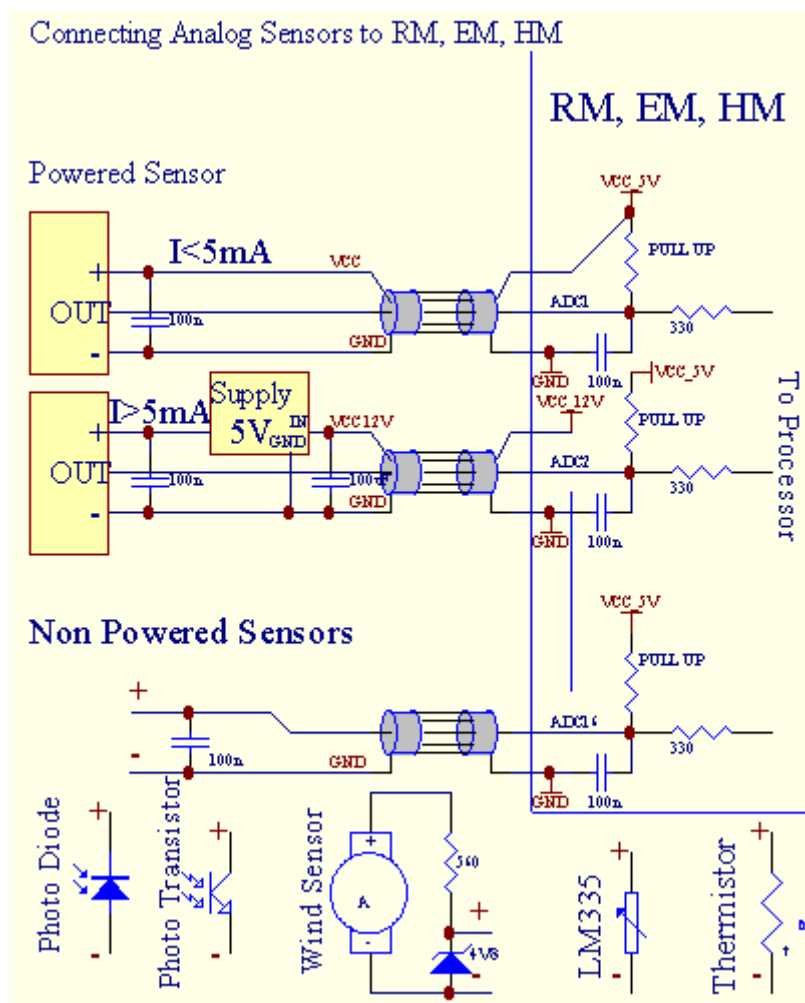 Connecting Analog Sensors to RM, EM, HM
RM, EM, HM
Powered Sensor
VCC_5V
I<5mA
+
VCC
PULL UP
OUT
100n
ADC1
330
-
GND
GND
100n
VCC_5V
I>5mA
Supply
5V
IN
GND
+
VCC12V
VCC_12V
PULL UP
OUT
100n
ADC2
330
-
GND
GND
100n
To Processor
Non Powered Sensors
VCC_5V
PULL UP
+
ADC16
-
100n
GND
330
GND
100n
Photo Diode
+
-
Photo Transistor
+
-
Wind Sensor
+
A
-
560
+
4V8
-
LM335
+
-
Thermistor
+
-
t